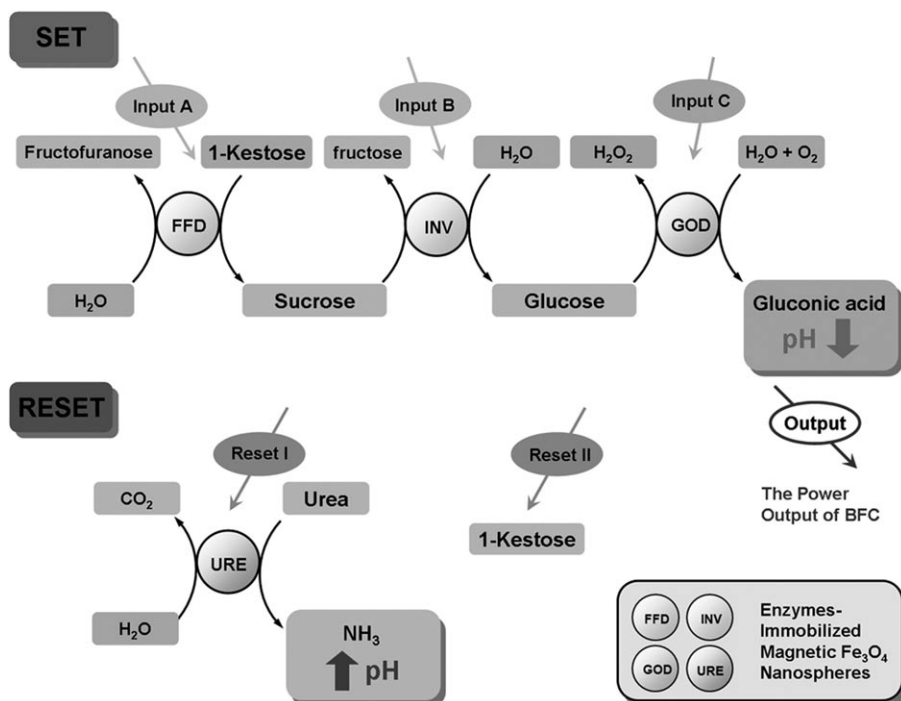 SET
Input A
Input B
Input C
Fructofuranose
1-Kestose
fructose
H₂O
H₂O₂
H₂O + O₂
FFD
INV
GOD
H₂O
Sucrose
Glucose
Gluconic acid
pH
RESET
Output
Reset I
Reset II
The Power
Output of BFC
CO₂
Urea
1-Kestose
URE
H₂O
NH₃
pH
FFD
INV
GOD
URE
Enzymes-
Immobilized
Magnetic Fe₃O₄
Nanospheres